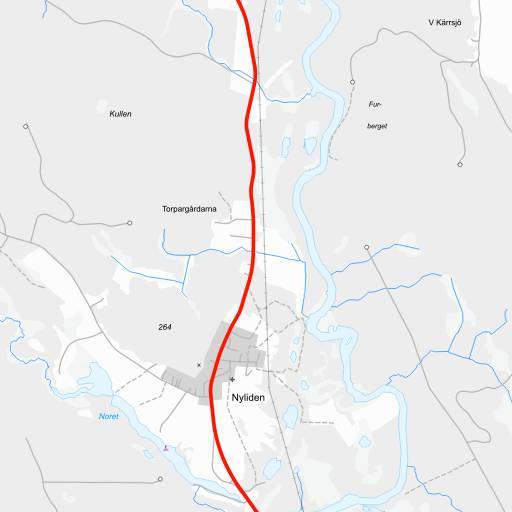 V Kärrsjö
Fur-
berget
Kullen
Torpargårdarna
264
Nyliden
Noret